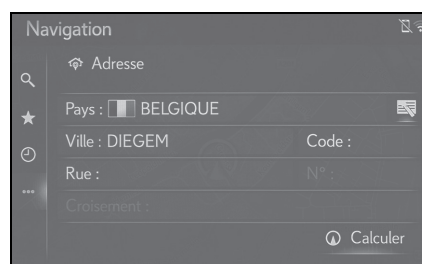 Navigation
Adresse
Pays : BELGIQUE
Ville : DIEGEM Code :
Rue : N° :
Croisement :
Calculer